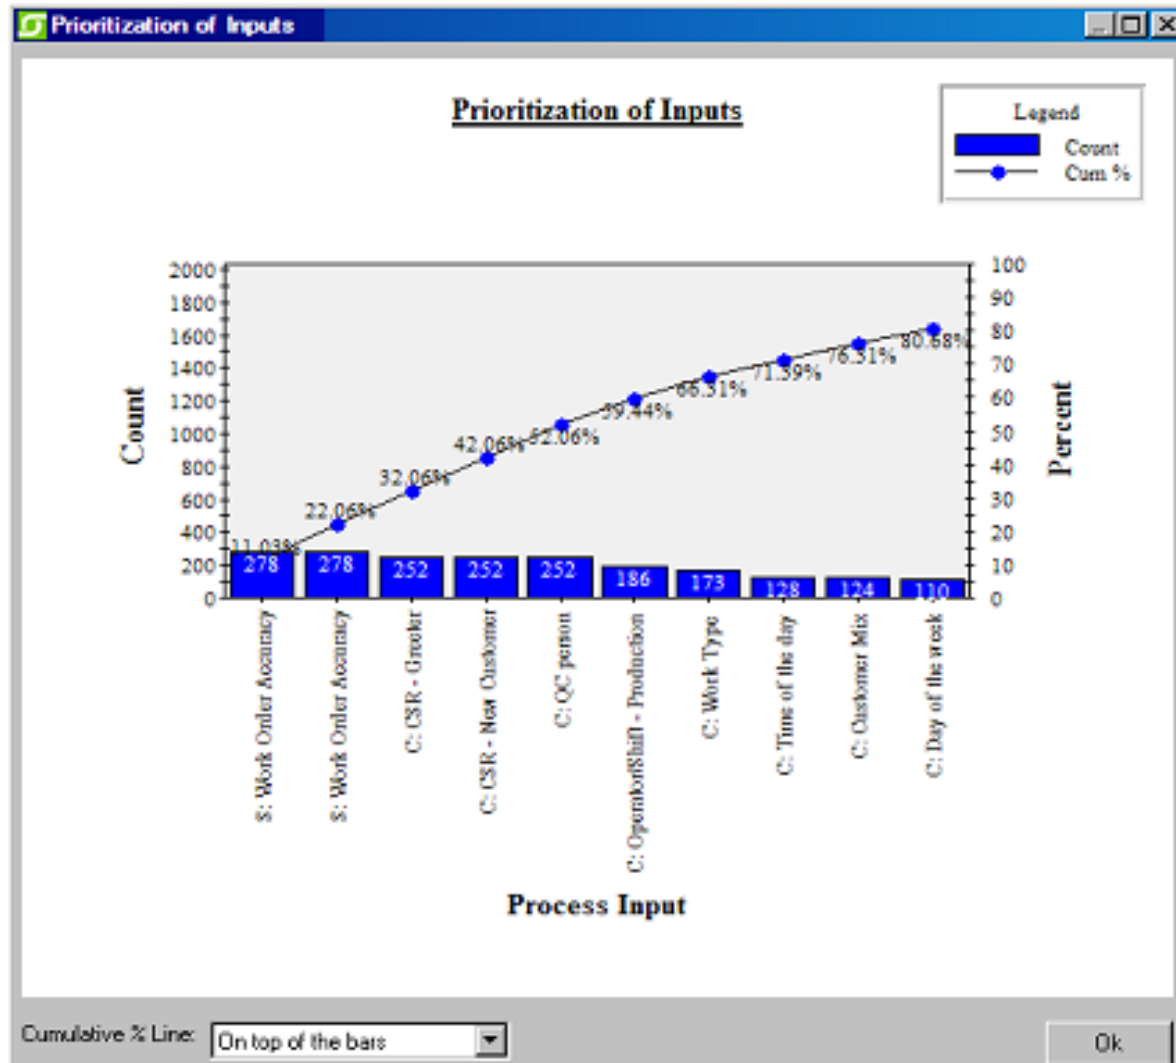 Prioritization of Inputs
Prioritization of Inputs
Legend
Count
Cum %
2000
1800
1600
1400
1200
1000
800
600
400
200
0
Count
100
90
80
70
60
50
40
30
20
10
0
Percent
11.03%
22.06%
32.06%
42.06%
52.06%
59.44%
66.31%
71.39%
76.31%
80.68%
278
278
252
252
252
186
173
128
124
110
S: Work Order Accuracy
S: Work Order Accuracy
C: CSR - Greeter
C: CSR - New Customer
C: QC person
C: Operator/Shift - Production
C: Work Type
C: Time of the day
C: Customer Mix
C: Day of the week
Process Input
Cumulative % Line:
On top of the bars
Ok